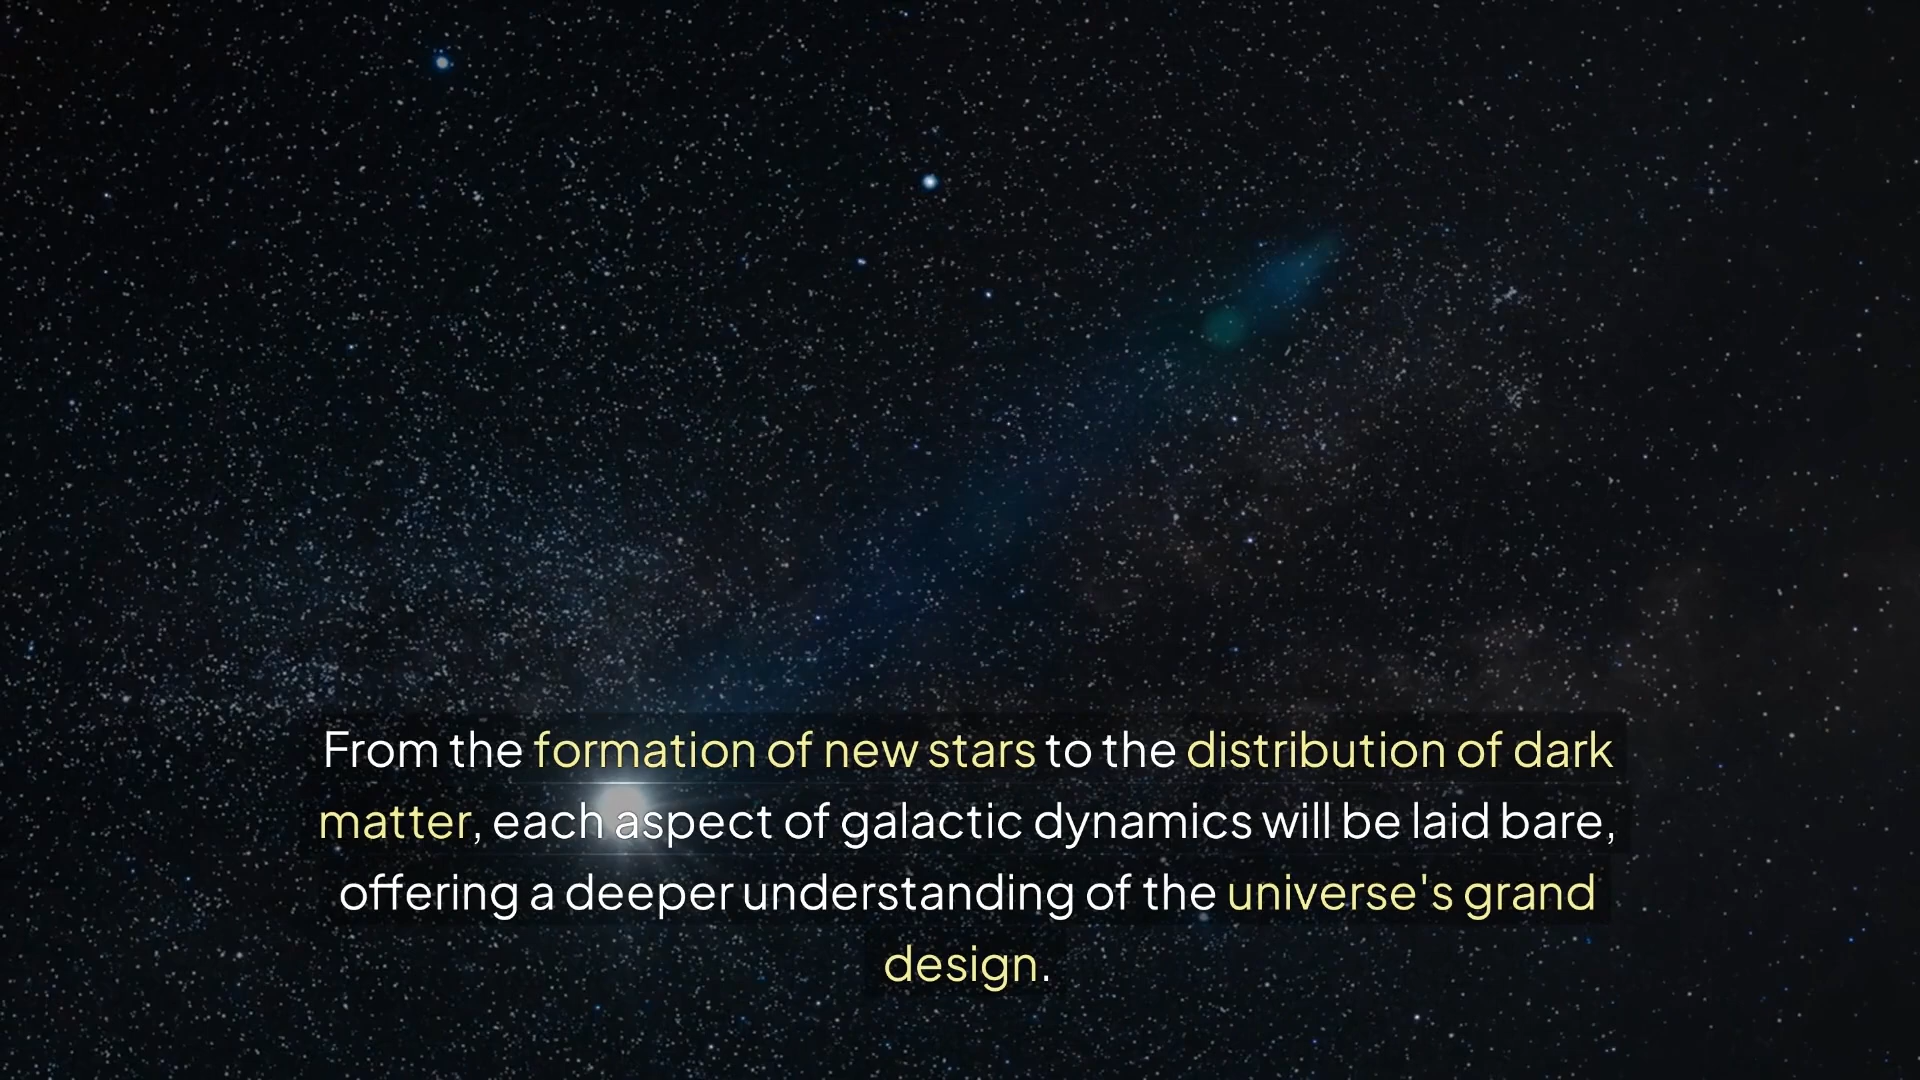 From the formation of new stars to the distribution of dark
matter, each aspect of galactic dynamics will be laid bare,
offering a deeper understanding of the universe's grand
design.